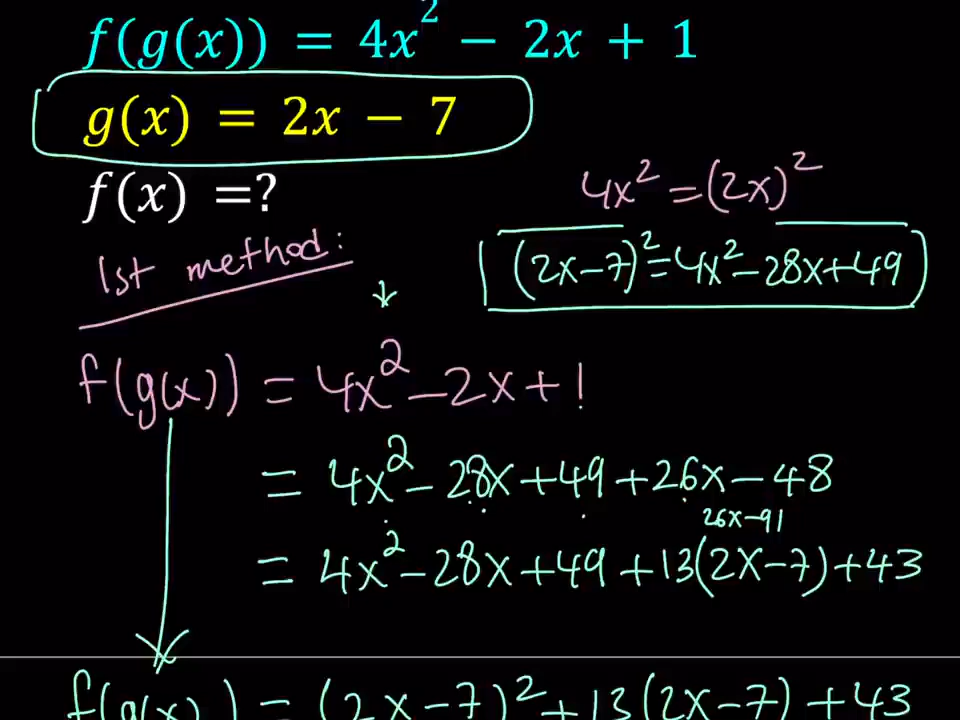 f(g(x)) = 4x² − 2x + 1
g(x) = 2x − 7
f(x) =?
4x² = (2x)²
1st method:
(2x−7)² = 4x² − 28x + 49
f(g(x)) = 4x² − 2x + 1
= 4x² − 28x + 49 + 26x − 48
26x−91
= 4x² − 28x + 49 + 13(2x−7) + 43
f(g(x)) = (2x−7)² + 13(2x−7) + 43